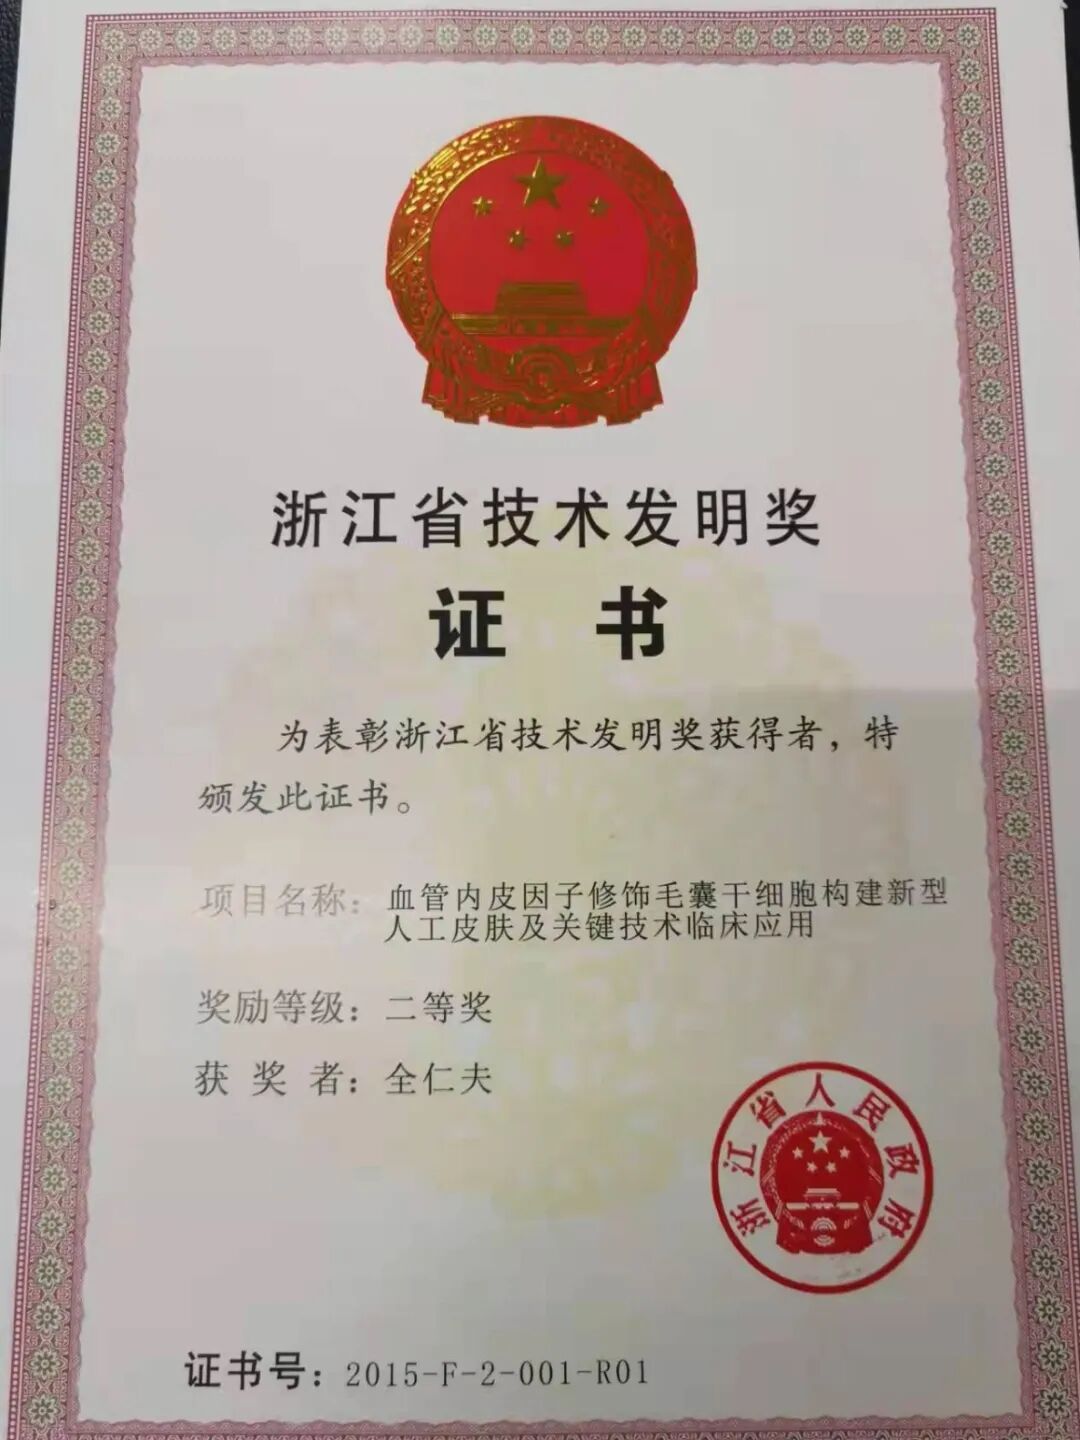 浙江省技术发明奖
证 书
为表彰浙江省技术发明奖获得者，特
颁发此证书。
项目名称：血管内皮因子修饰毛囊干细胞构建新型
人工皮肤及关键技术临床应用
奖励等级：二等奖
获 奖 者：全仁夫
浙江省人民政府
证书号：2015-F-2-001-R01